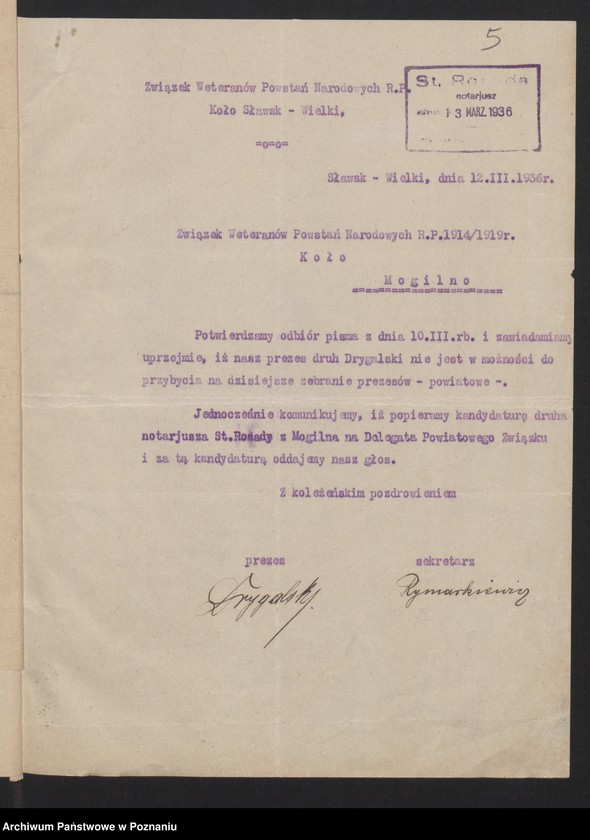 5
St.
notarjusz
13 MARZ. 1936
Związek Weteranów Powstań Narodowych R.P.
Koło Sławsk - Wielki,
=o=o=
Sławsk - Wielki, dnia 12.III.1936r.
Związek Weteranów Powstań Narodowych R.P.1914/1919r.
K o ł o
M o g i l n o
Potwierdzamy odbiór pisma z dnia 10.III.rb. i zawiadamiamy
uprzejmie, iż nasz prezes druh Drygalski nie jest w możności do
przybycia na dzisiejsze zebranie prezesów - powiatowe -.
Jednocześnie komunikujemy, iż popieramy kandydaturę druha
notarjusza St.Rosady z Mogilna na Delegata Powiatowego Związku
i za tą kandydaturą oddajemy nasz głos.
Z koleżeńskim pozdrowieniem
prezes sekretarz
Drygalski. Rymarkiewicz
Archiwum Państwowe w Poznaniu